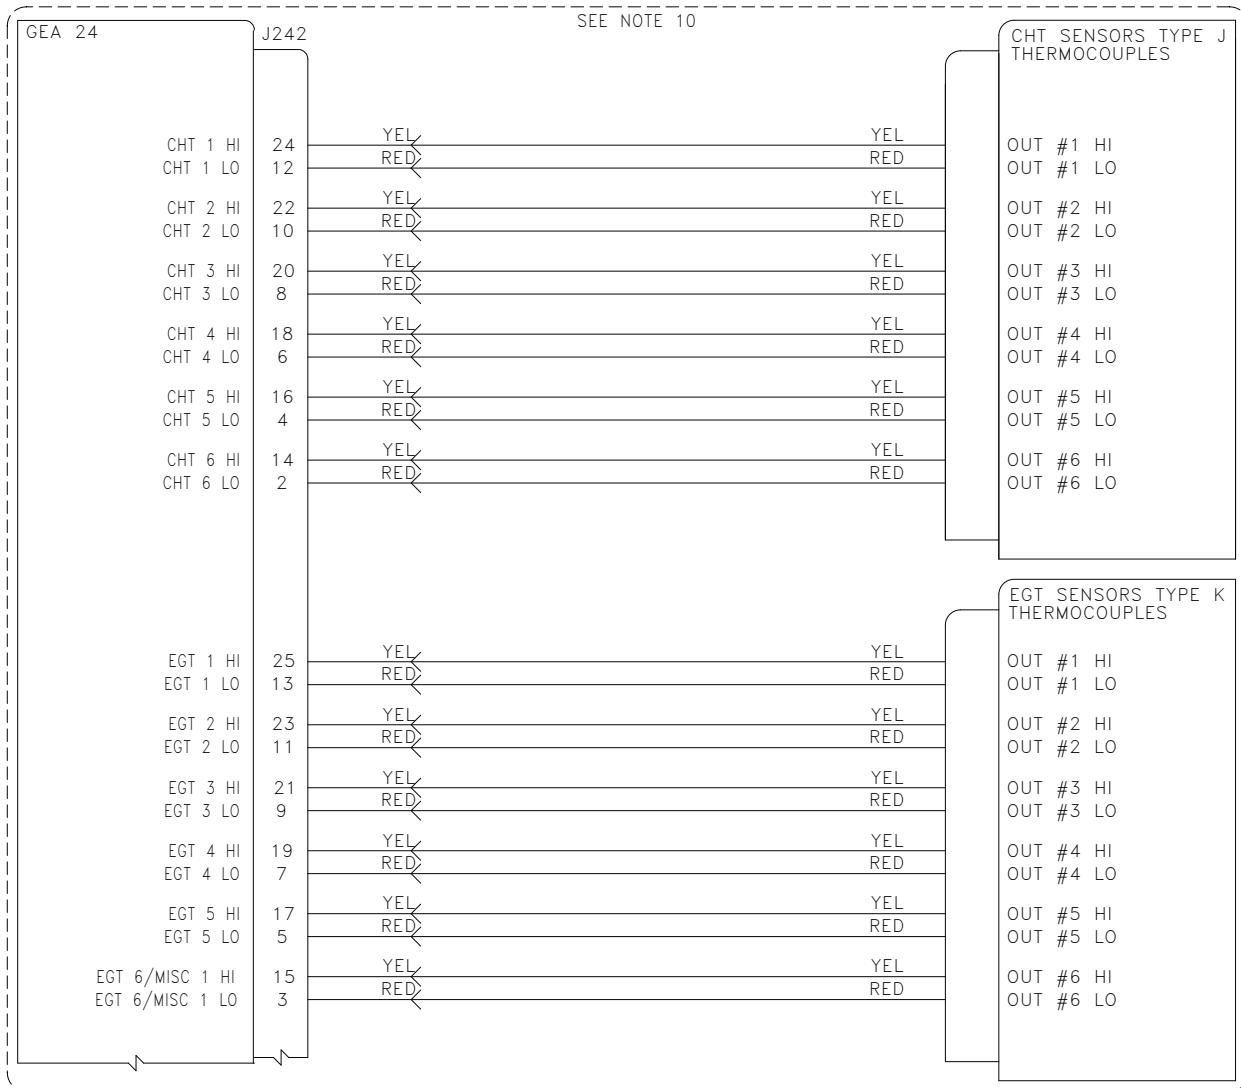 SEE NOTE 10
GEA 24
J242
CHT SENSORS TYPE J
THERMOCOUPLES
CHT 1 HI 24 YEL YEL OUT #1 HI
CHT 1 LO 12 RED RED OUT #1 LO
CHT 2 HI 22 YEL YEL OUT #2 HI
CHT 2 LO 10 RED RED OUT #2 LO
CHT 3 HI 20 YEL YEL OUT #3 HI
CHT 3 LO 8 RED RED OUT #3 LO
CHT 4 HI 18 YEL YEL OUT #4 HI
CHT 4 LO 6 RED RED OUT #4 LO
CHT 5 HI 16 YEL YEL OUT #5 HI
CHT 5 LO 4 RED RED OUT #5 LO
CHT 6 HI 14 YEL YEL OUT #6 HI
CHT 6 LO 2 RED RED OUT #6 LO
EGT SENSORS TYPE K
THERMOCOUPLES
EGT 1 HI 25 YEL YEL OUT #1 HI
EGT 1 LO 13 RED RED OUT #1 LO
EGT 2 HI 23 YEL YEL OUT #2 HI
EGT 2 LO 11 RED RED OUT #2 LO
EGT 3 HI 21 YEL YEL OUT #3 HI
EGT 3 LO 9 RED RED OUT #3 LO
EGT 4 HI 19 YEL YEL OUT #4 HI
EGT 4 LO 7 RED RED OUT #4 LO
EGT 5 HI 17 YEL YEL OUT #5 HI
EGT 5 LO 5 RED RED OUT #5 LO
EGT 6/MISC 1 HI 15 YEL YEL OUT #6 HI
EGT 6/MISC 1 LO 3 RED RED OUT #6 LO